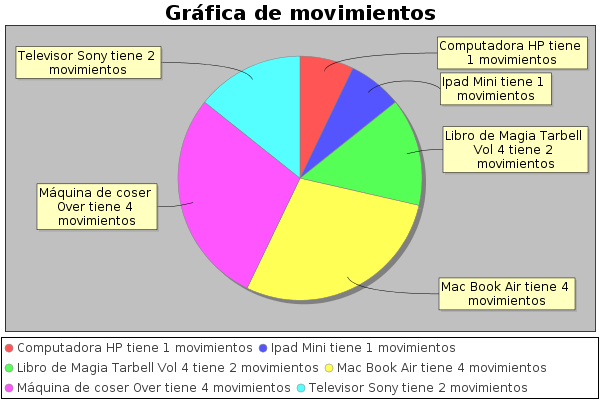 Gráfica de movimientos
Televisor Sony tiene 2
movimientos
Computadora HP tiene
1 movimientos
Ipad Mini tiene 1
movimientos
Libro de Magia Tarbell
Vol 4 tiene 2
movimientos
Máquina de coser
Over tiene 4
movimientos
Mac Book Air tiene 4
movimientos
Computadora HP tiene 1 movimientos Ipad Mini tiene 1 movimientos
Libro de Magia Tarbell Vol 4 tiene 2 movimientos Mac Book Air tiene 4 movimientos
Máquina de coser Over tiene 4 movimientos Televisor Sony tiene 2 movimientos